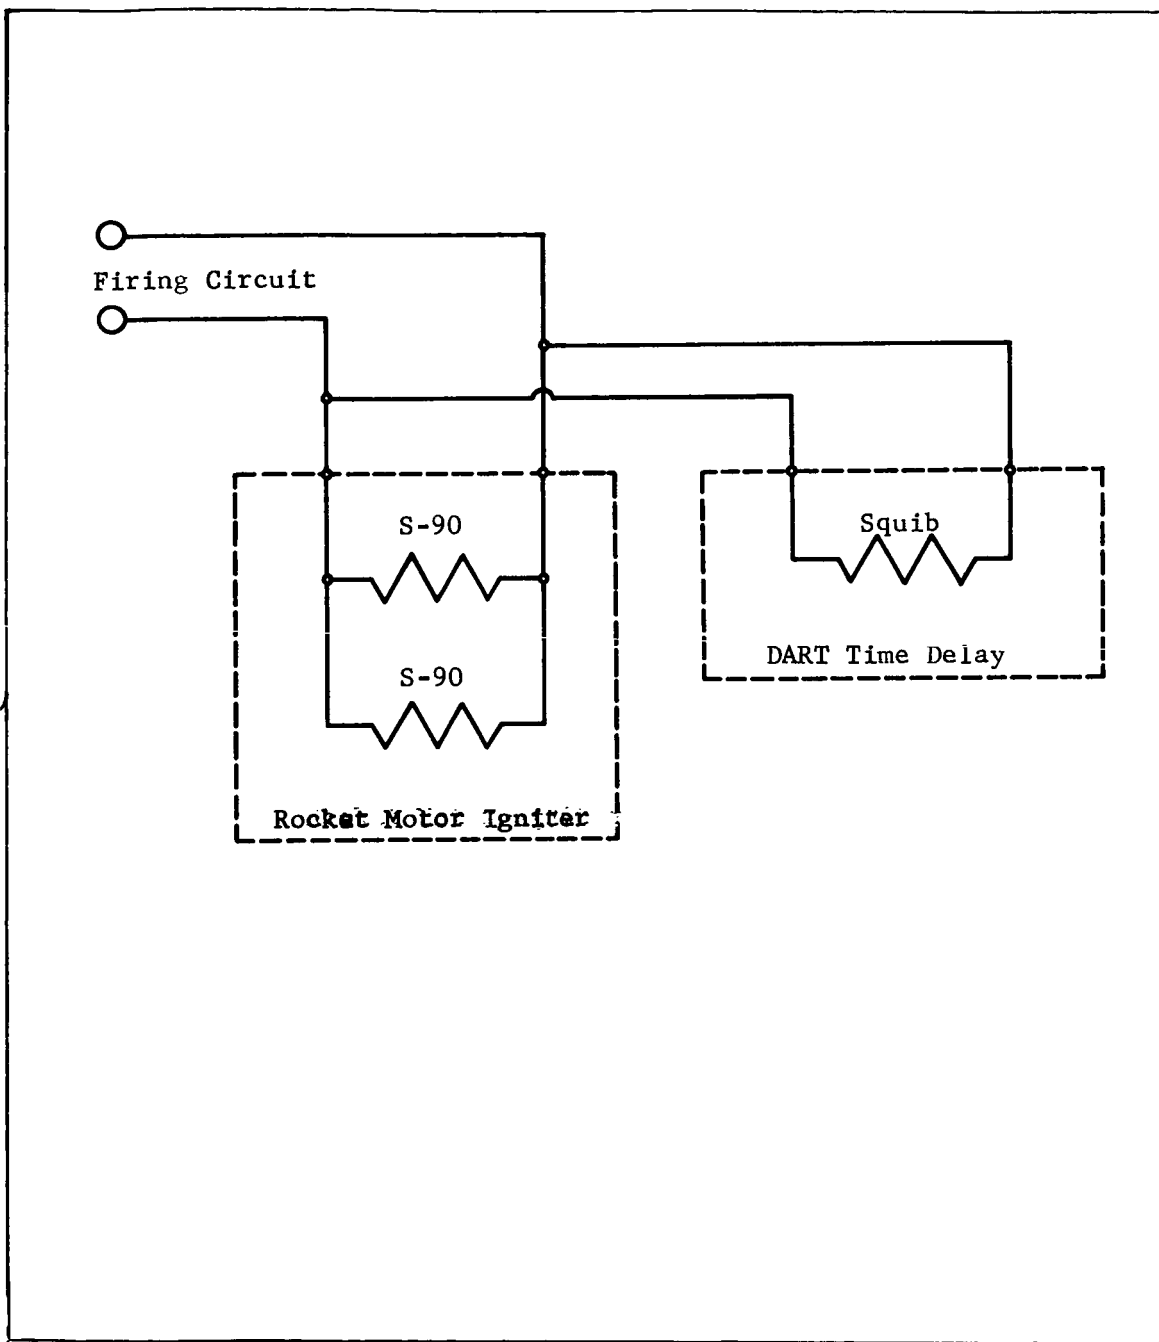 Firing Circuit
S-90
Squib
DART Time Delay
S-90
Rocket Motor Igniter